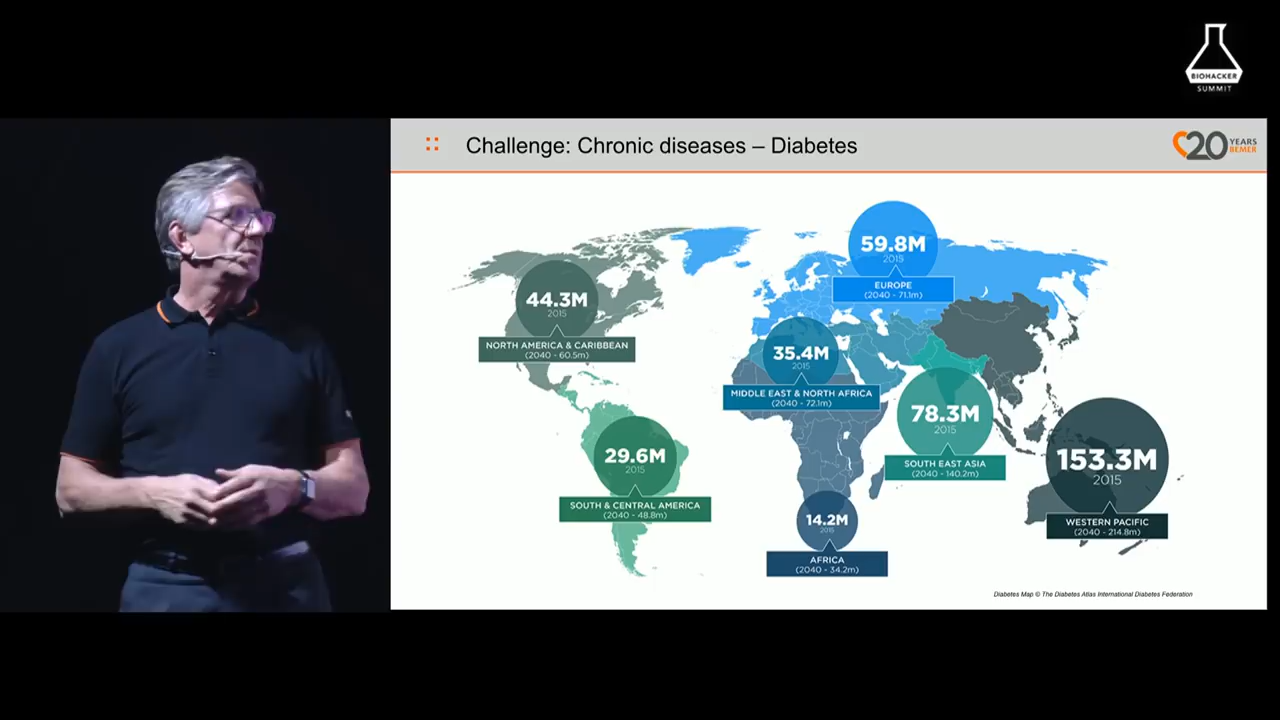 BIOHACKER
SUMMIT
Challenge: Chronic diseases – Diabetes
20 YEARS
BEMER
59.8M
2015
EUROPE
(2040 - 71.1m)
44.3M
2015
NORTH AMERICA & CARIBBEAN
(2040 - 60.5m)
35.4M
2015
MIDDLE EAST & NORTH AFRICA
(2040 - 72.1m)
78.3M
2015
SOUTH EAST ASIA
(2040 - 140.2m)
153.3M
2015
WESTERN PACIFIC
(2040 - 214.8m)
29.6M
2015
SOUTH & CENTRAL AMERICA
(2040 - 48.8m)
14.2M
2015
AFRICA
(2040 - 34.2m)
Diabetes Map © The Diabetes Atlas International Diabetes Federation